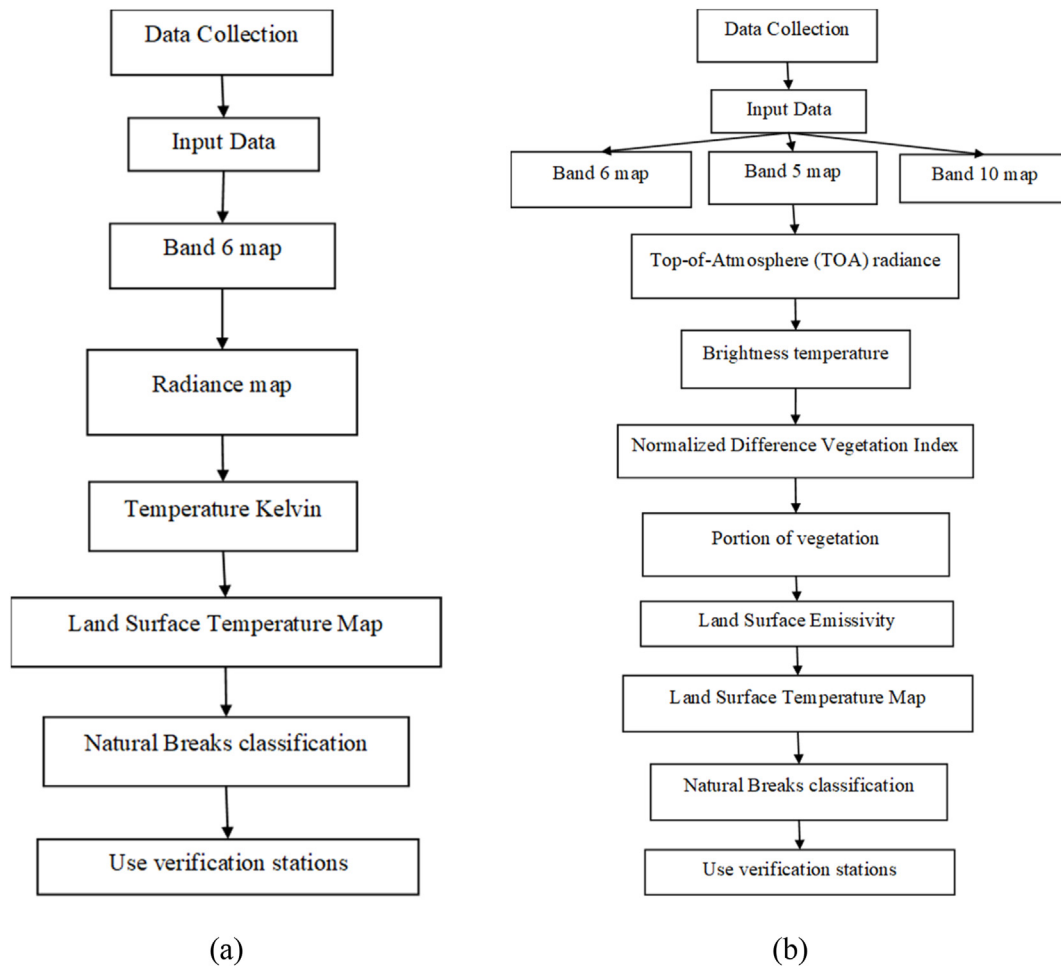 Data Collection
Input Data
Band 6 map
Radiance map
Temperature Kelvin
Land Surface Temperature Map
Natural Breaks classification
Use verification stations
(a)
Data Collection
Input Data
Band 6 map
Band 5 map
Band 10 map
Top-of-Atmosphere (TOA) radiance
Brightness temperature
Normalized Difference Vegetation Index
Portion of vegetation
Land Surface Emissivity
Land Surface Temperature Map
Natural Breaks classification
Use verification stations
(b)